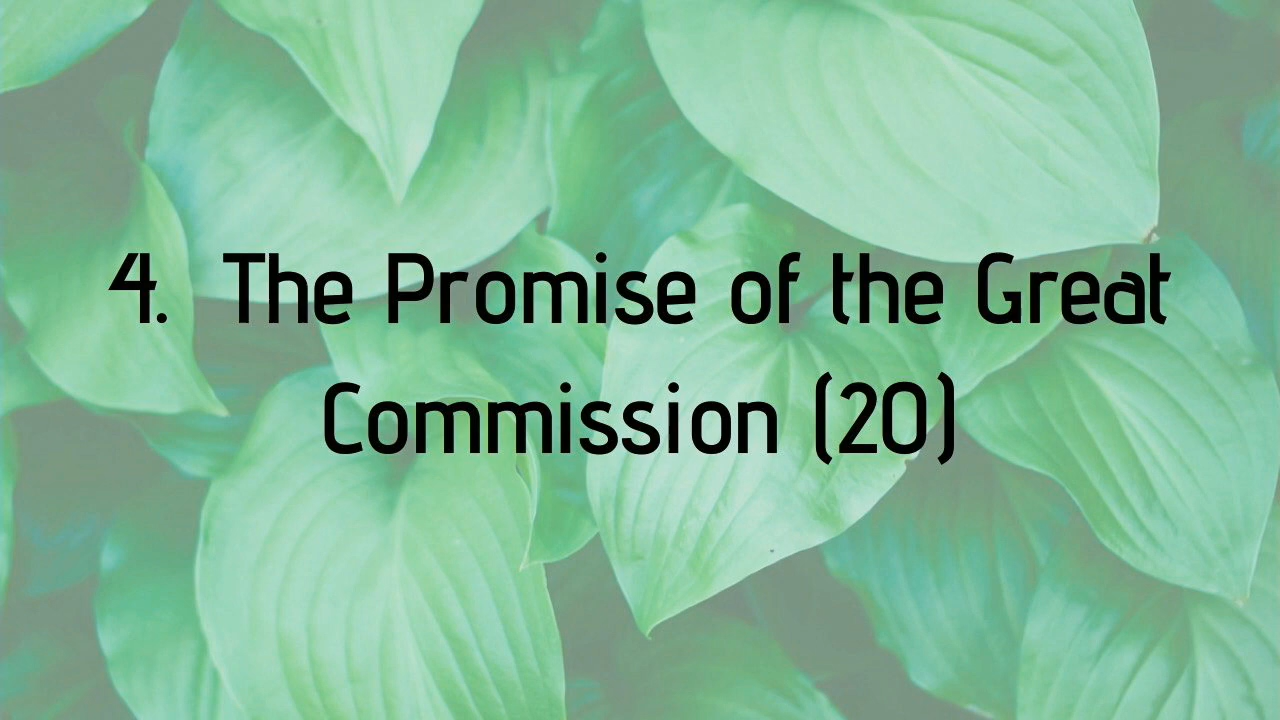 4. The Promise of the Great
Commission (20)